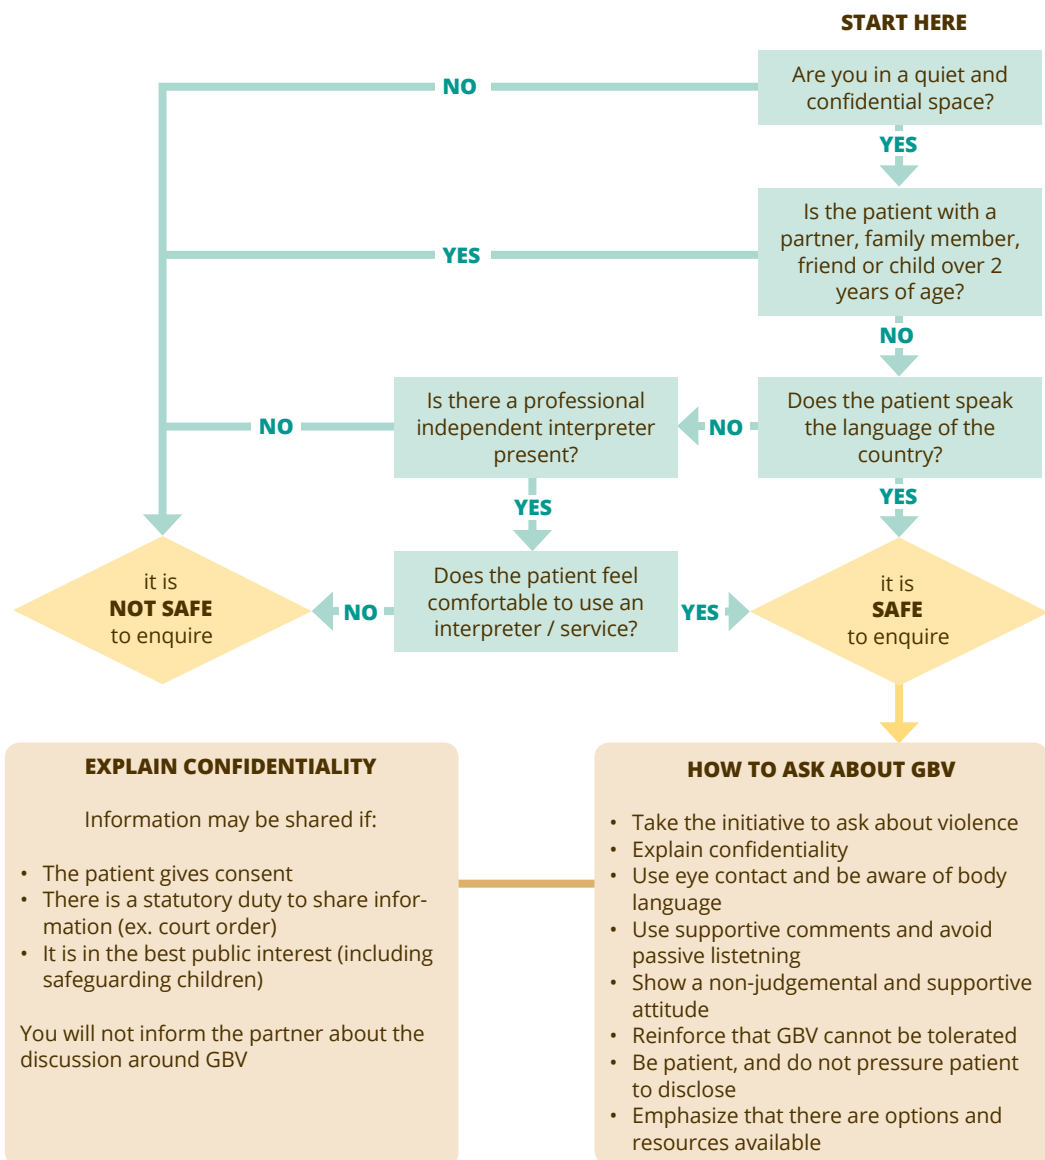 START HERE
Are you in a quiet and
confidential space?
NO
YES
Is the patient with a
partner, family member,
friend or child over 2
years of age?
YES
NO
Does the patient speak
the language of the
country?
NO
Is there a professional
independent interpreter
present?
NO
YES
YES
Does the patient feel
comfortable to use an
interpreter / service?
NO
YES
it is
NOT SAFE
to enquire
it is
SAFE
to enquire
EXPLAIN CONFIDENTIALITY
Information may be shared if:
• The patient gives consent
• There is a statutory duty to share infor-
mation (ex. court order)
• It is in the best public interest (including
safeguarding children)
You will not inform the partner about the
discussion around GBV
HOW TO ASK ABOUT GBV
• Take the initiative to ask about violence
• Explain confidentiality
• Use eye contact and be aware of body
language
• Use supportive comments and avoid
passive listetning
• Show a non-judgemental and supportive
attitude
• Reinforce that GBV cannot be tolerated
• Be patient, and do not pressure patient
to disclose
• Emphasize that there are options and
resources available